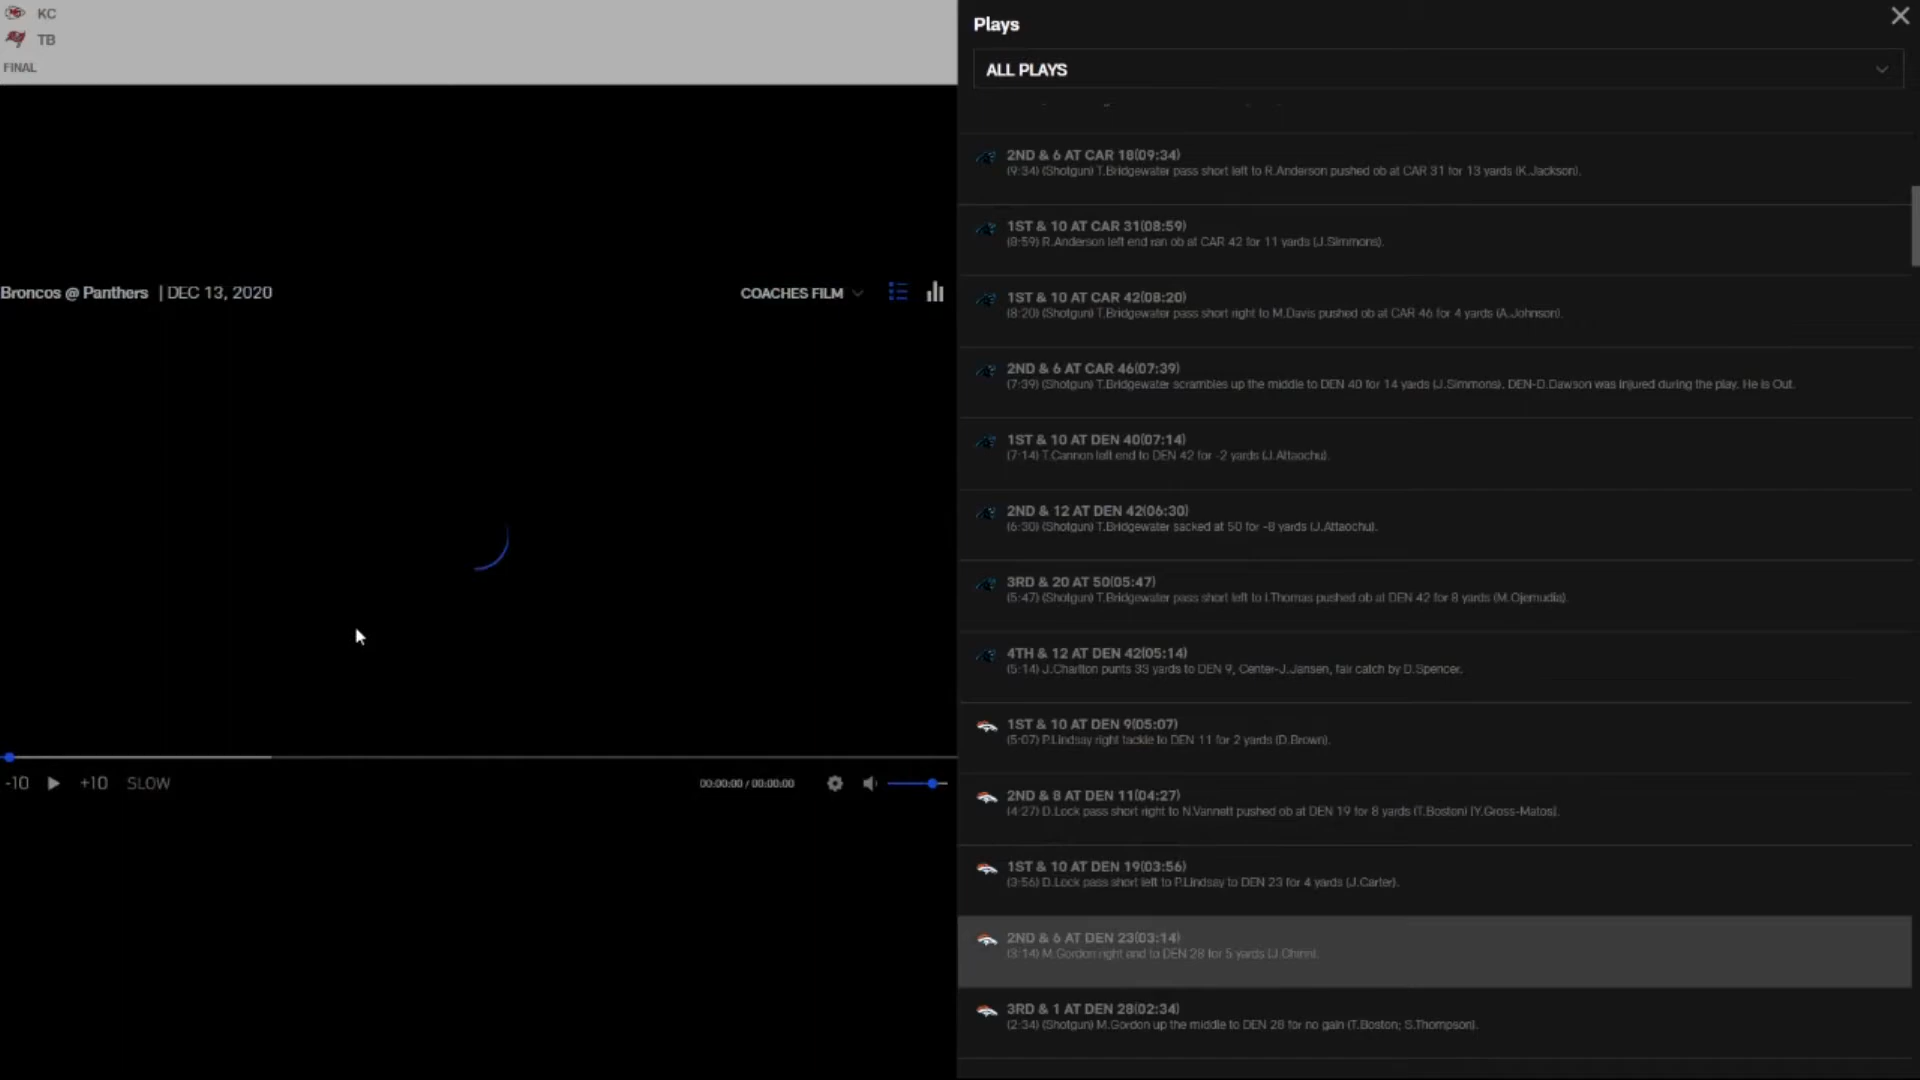 KC
TB
FINAL
Broncos @ Panthers | DEC 13, 2020
COACHES FILM
-10
+10
SLOW
00:00:00 / 00:00:00
Plays
ALL PLAYS
2ND & 6 AT CAR 18(09:34)
(9:34) (Shotgun) T.Bridgewater pass short left to R.Anderson pushed ob at CAR 31 for 13 yards (K.Jackson).
1ST & 10 AT CAR 31(08:59)
(8:59) R.Anderson left end ran ob at CAR 42 for 11 yards (J.Simmons).
1ST & 10 AT CAR 42(08:20)
(8:20) (Shotgun) T.Bridgewater pass short right to M.Davis pushed ob at CAR 46 for 4 yards (A.Johnson).
2ND & 6 AT CAR 46(07:39)
(7:39) (Shotgun) T.Bridgewater scrambles up the middle to DEN 40 for 14 yards (J.Simmons). DEN-D.Dawson was injured during the play. He is Out.
1ST & 10 AT DEN 40(07:14)
(7:14) T.Cannon left end to DEN 42 for -2 yards (J.Attaochu).
2ND & 12 AT DEN 42(06:30)
(6:30) (Shotgun) T.Bridgewater sacked at 50 for -8 yards (J.Attaochu).
3RD & 20 AT 50(05:47)
(5:47) (Shotgun) T.Bridgewater pass short left to I.Thomas pushed ob at DEN 42 for 8 yards (M.Ojemudia).
4TH & 12 AT DEN 42(05:14)
(5:14) J.Charlton punts 33 yards to DEN 9, Center-J.Jansen, fair catch by D.Spencer.
1ST & 10 AT DEN 9(05:07)
(5:07) P.Lindsay right tackle to DEN 11 for 2 yards (D.Brown).
2ND & 8 AT DEN 11(04:27)
(4:27) D.Lock pass short right to N.Vannett pushed ob at DEN 19 for 8 yards (T.Boston) [Y.Gross-Matos].
1ST & 10 AT DEN 19(03:56)
(3:56) D.Lock pass short left to P.Lindsay to DEN 23 for 4 yards (J.Carter).
2ND & 6 AT DEN 23(03:14)
(3:14) M.Gordon right end to DEN 28 for 5 yards (J.Chinn).
3RD & 1 AT DEN 28(02:34)
(2:34) (Shotgun) M.Gordon up the middle to DEN 28 for no gain (T.Boston; S.Thompson).